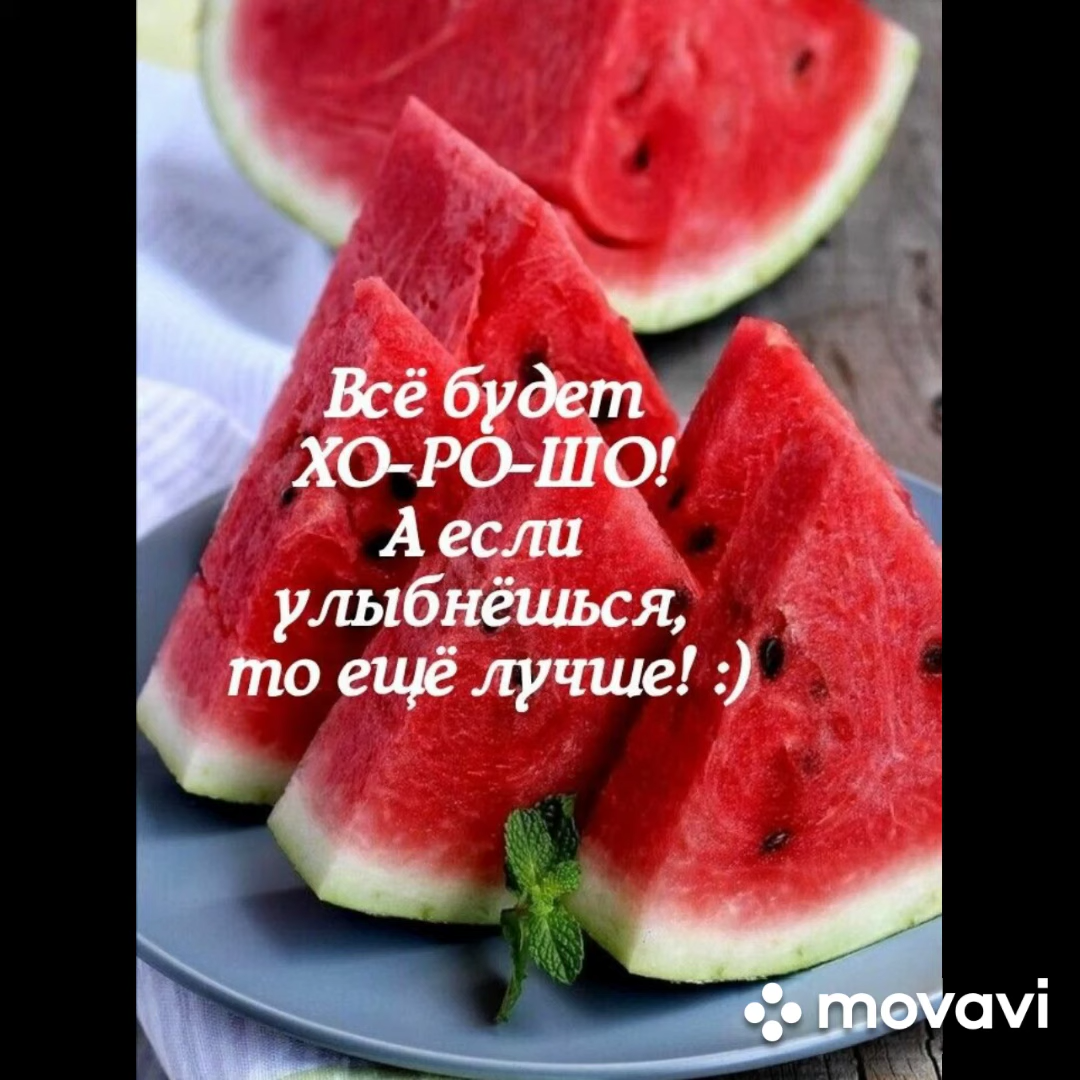 Всё будет
ХО-РО-ШО!
А если
улыбнёшься,
то ещё лучше! :)
movavi